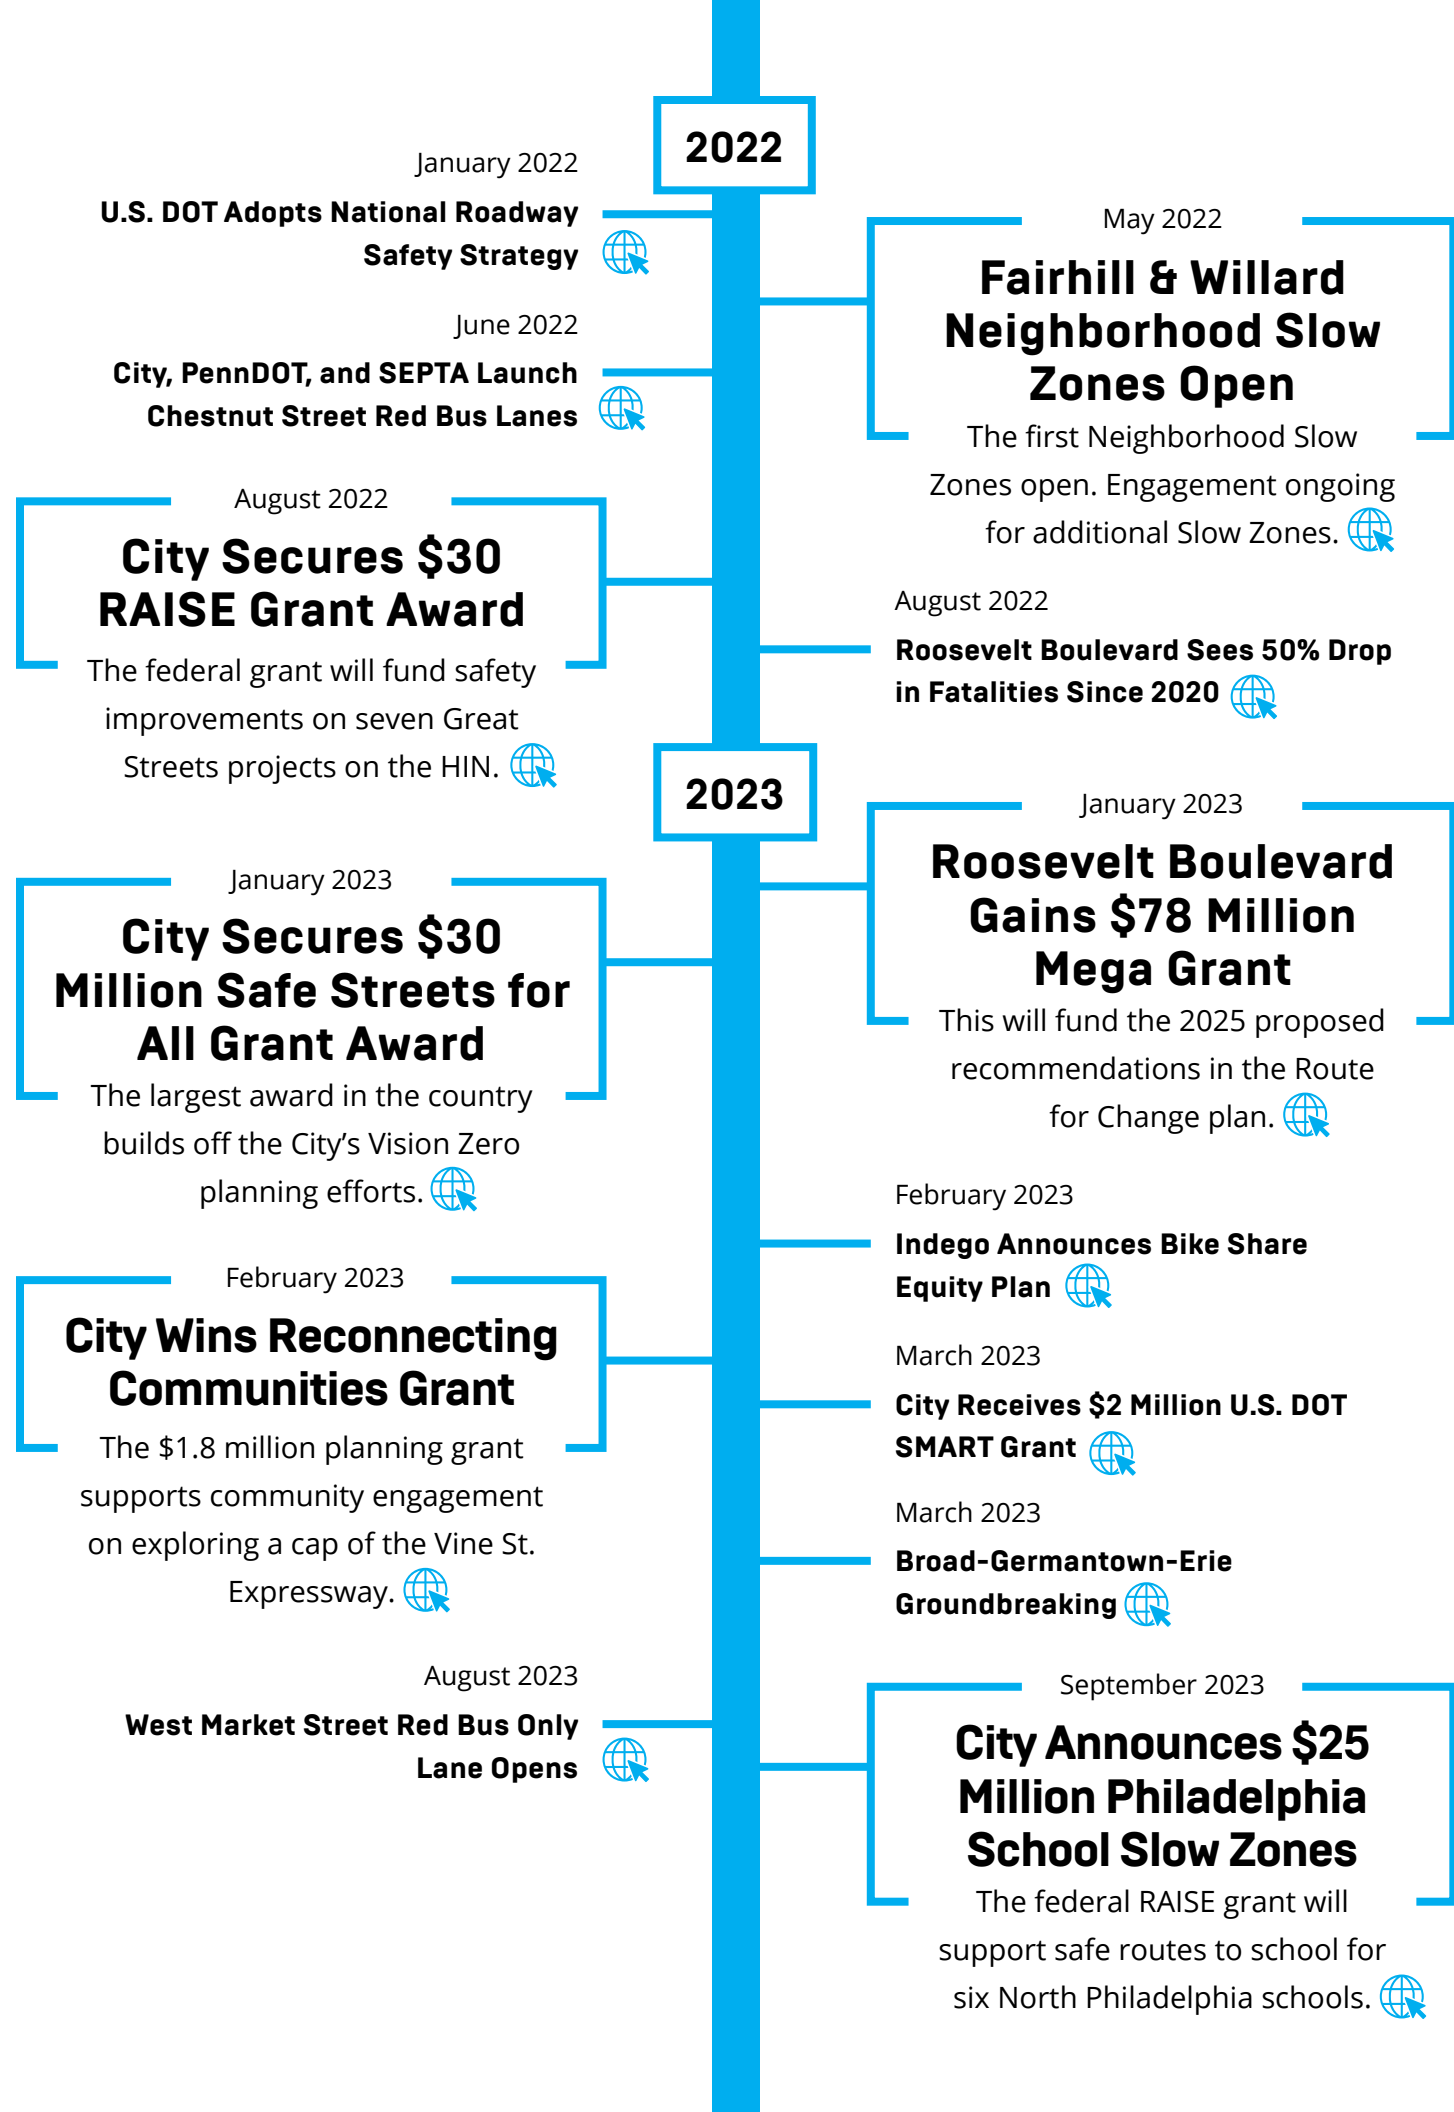 2022
January 2022
U.S. DOT Adopts National Roadway
Safety Strategy
May 2022
Fairhill & Willard
Neighborhood Slow
Zones Open
The first Neighborhood Slow
Zones open. Engagement ongoing
for additional Slow Zones.
June 2022
City, PennDOT, and SEPTA Launch
Chestnut Street Red Bus Lanes
August 2022
City Secures $30
RAISE Grant Award
The federal grant will fund safety
improvements on seven Great
Streets projects on the HIN.
August 2022
Roosevelt Boulevard Sees 50% Drop
in Fatalities Since 2020
2023
January 2023
Roosevelt Boulevard
Gains $78 Million
Mega Grant
This will fund the 2025 proposed
recommendations in the Route
for Change plan.
January 2023
City Secures $30
Million Safe Streets for
All Grant Award
The largest award in the country
builds off the City’s Vision Zero
planning efforts.
February 2023
Indego Announces Bike Share
Equity Plan
February 2023
City Wins Reconnecting
Communities Grant
The $1.8 million planning grant
supports community engagement
on exploring a cap of the Vine St.
Expressway.
March 2023
City Receives $2 Million U.S. DOT
SMART Grant
March 2023
Broad-Germantown-Erie
Groundbreaking
August 2023
West Market Street Red Bus Only
Lane Opens
September 2023
City Announces $25
Million Philadelphia
School Slow Zones
The federal RAISE grant will
support safe routes to school for
six North Philadelphia schools.